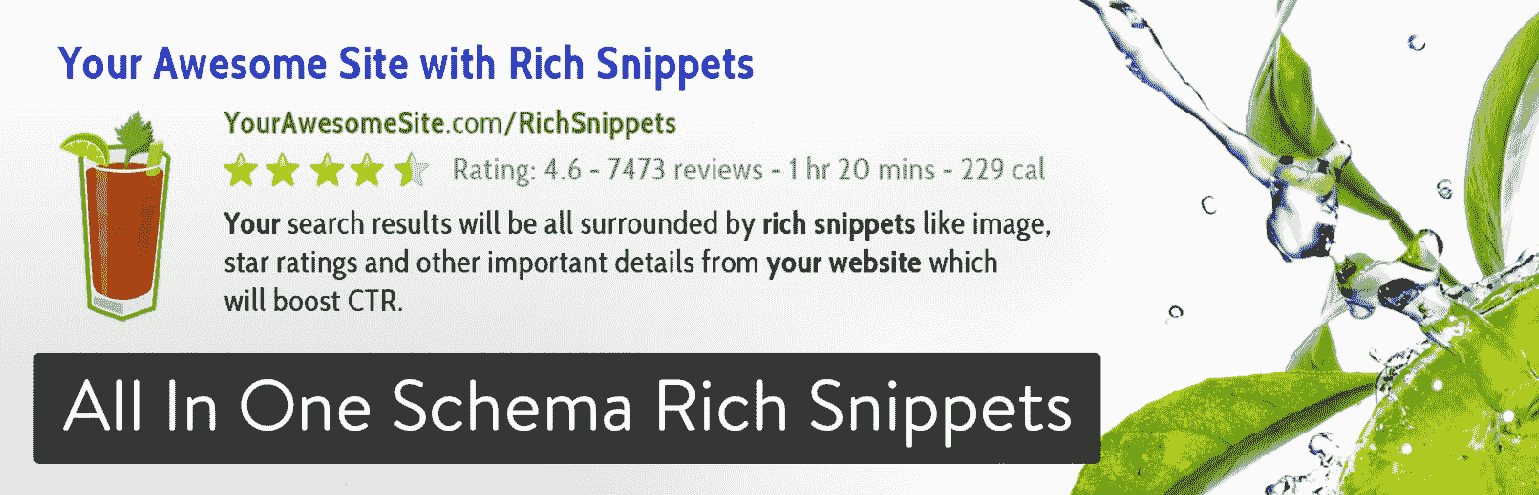 Your Awesome Site with Rich Snippets
YourAwesomeSite.com/RichSnippets
Rating: 4.6 - 7473 reviews - 1 hr 20 mins - 229 cal
Your search results will be all surrounded by rich snippets like image,
star ratings and other important details from your website which
will boost CTR.
All In One Schema Rich Snippets